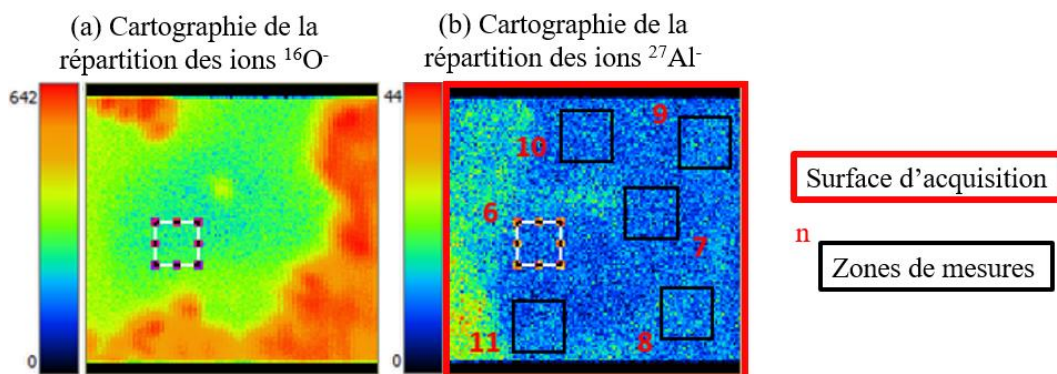 (a) Cartographie de la
répartition des ions ¹⁶O⁻
(b) Cartographie de la
répartition des ions ²⁷Al⁻
642
0
44
0
9
10
6
7
11
8
Surface d'acquisition
n
Zones de mesures